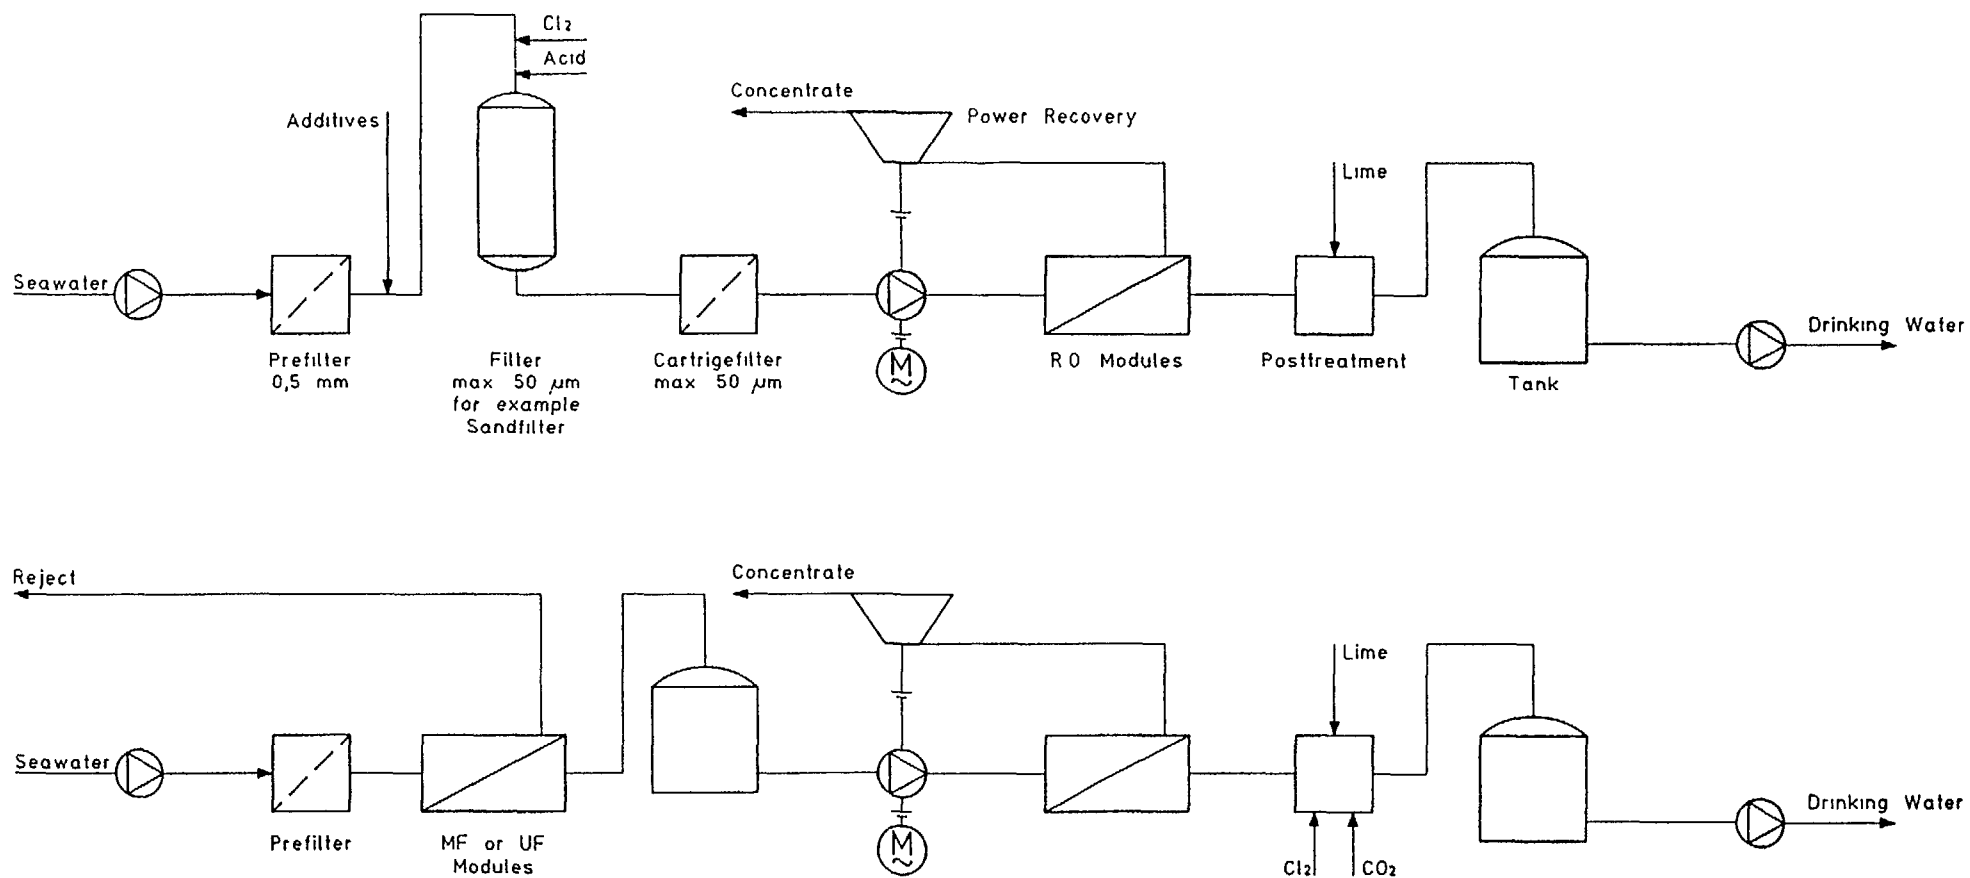 Cl₂
Acid
Additives
Concentrate
Power Recovery
Lime
Seawater
Prefilter
0,5 mm
Filter
max 50 µm
for example
Sandfilter
Cartrigefilter
max 50 µm
M
~
RO Modules
Posttreatment
Tank
Drinking Water
Reject
Concentrate
Lime
Seawater
Prefilter
MF or UF
Modules
M
~
Cl₂
CO₂
Drinking Water